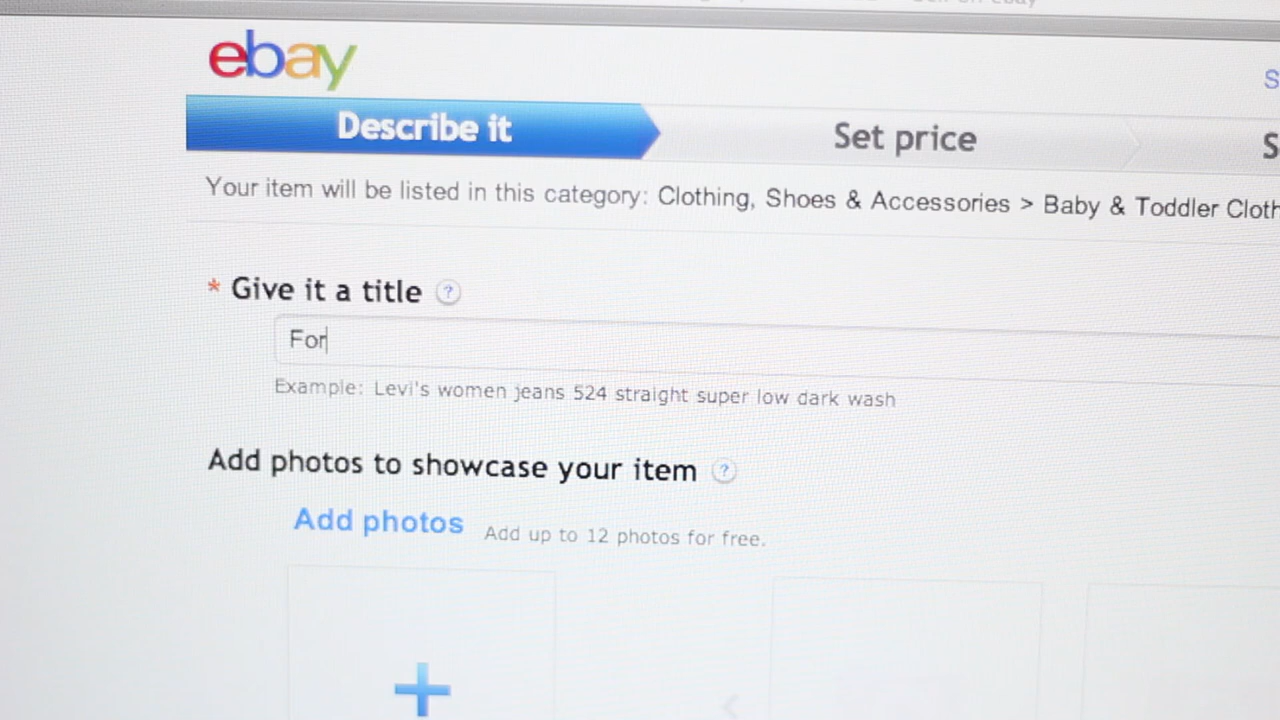 ebay
Describe it
Set price
S
Your item will be listed in this category: Clothing, Shoes & Accessories > Baby & Toddler Cloth
* Give it a title ?
For
Example: Levi's women jeans 524 straight super low dark wash
Add photos to showcase your item ?
Add photos Add up to 12 photos for free.